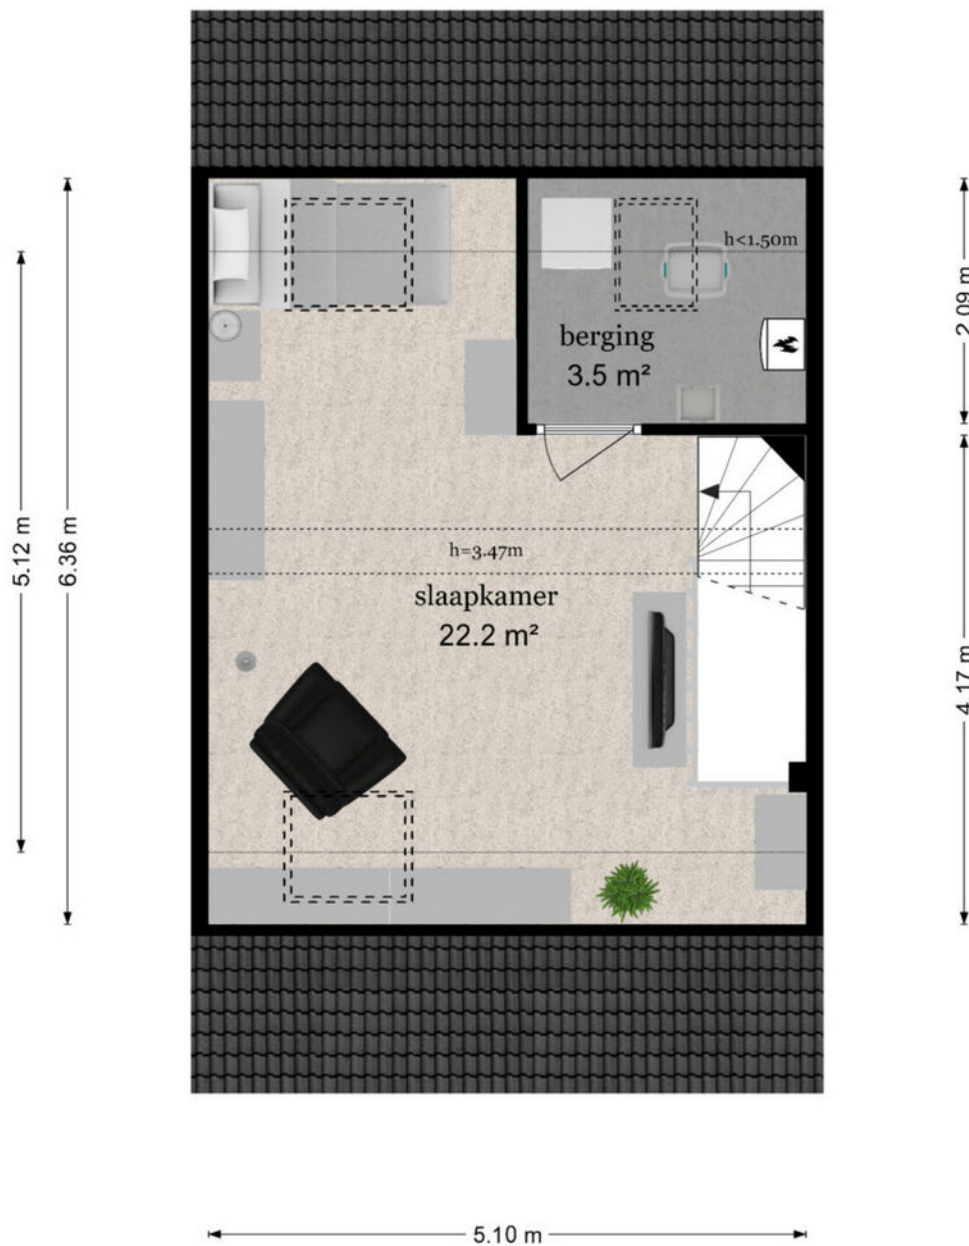 h<1.50m
berging
3.5 m²
2.09 m
h=3.47m
slaapkamer
22.2 m²
5.12 m
6.36 m
4.17 m
5.10 m